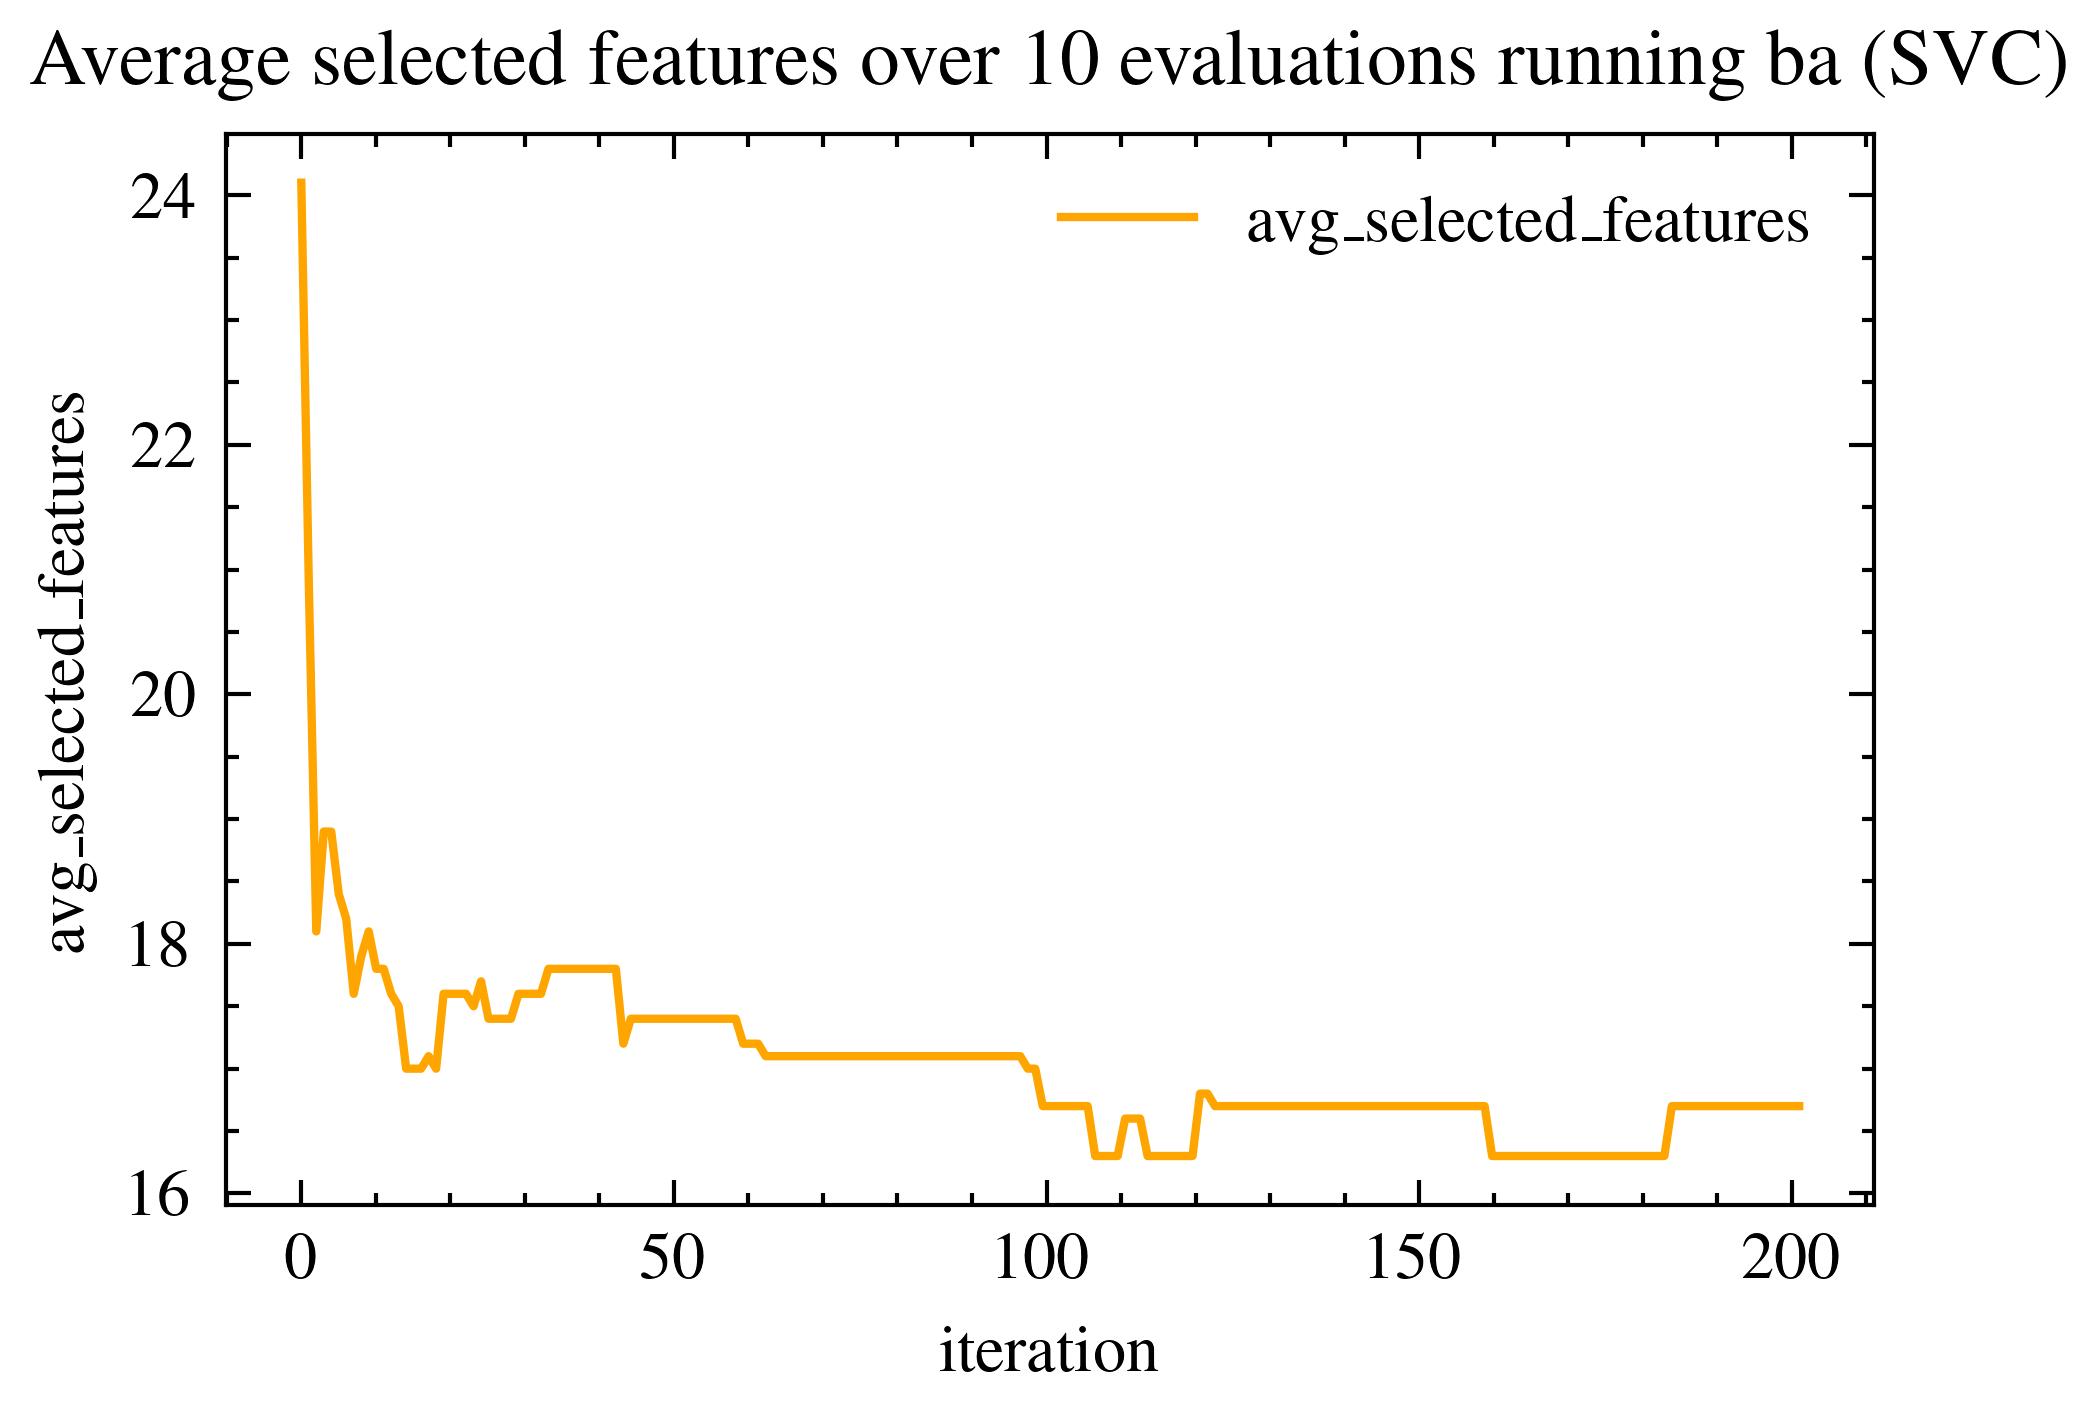 Average selected features over 10 evaluations running ba (SVC)
avg_selected_features
24
22
20
18
16
avg_selected_features
0 50 100 150 200
iteration